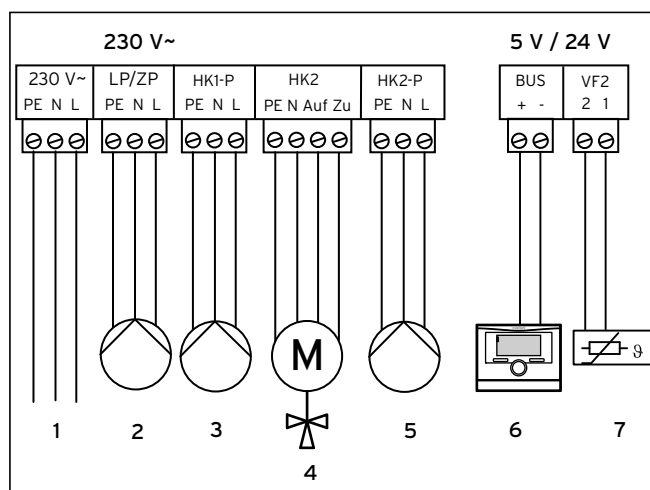 230 V~ 5 V / 24 V
230 V~ LP/ZP HK1-P HK2 HK2-P BUS VF2
PE N L PE N L PE N L PE N Auf Zu PE N L + - 2 1
M ϑ
1 2 3 4 5 6 7